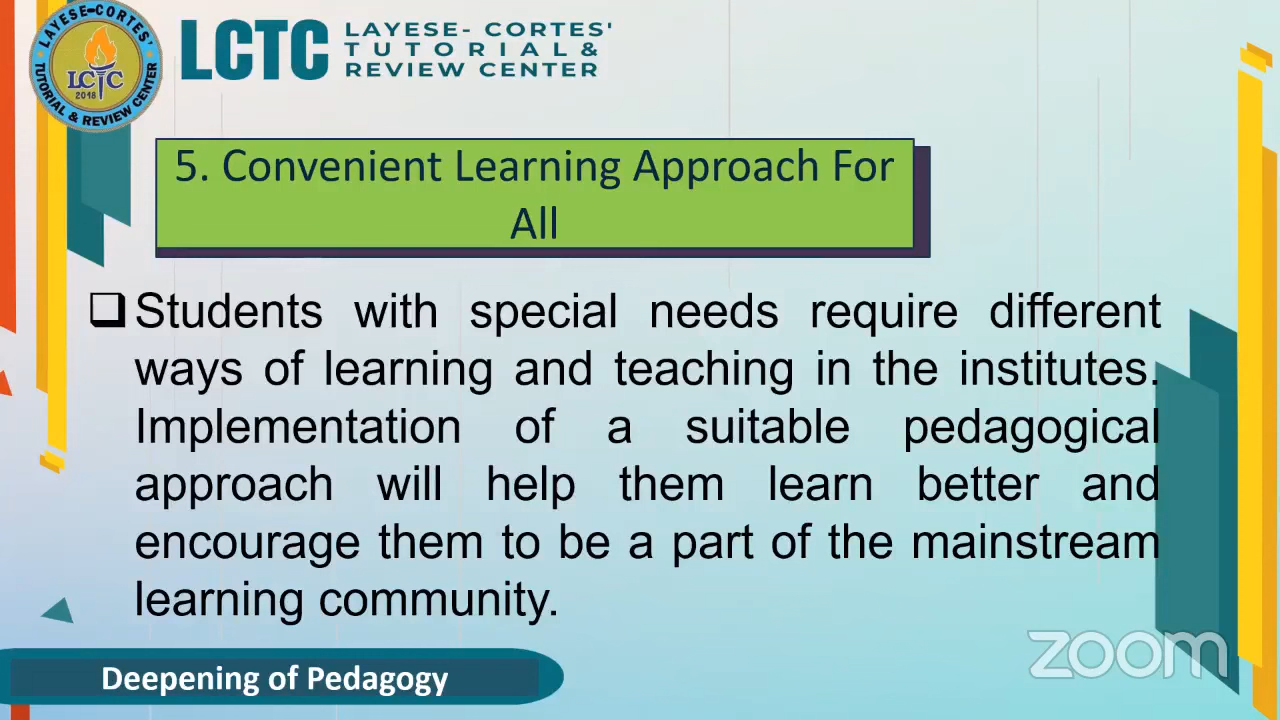 LAYESE-CORTES'
LCTC
2018
TUTORIAL & REVIEW CENTER
LCTC
LAYESE- CORTES'
TUTORIAL &
REVIEW CENTER
5. Convenient Learning Approach For
All
Students with special needs require different
ways of learning and teaching in the institutes.
Implementation of a suitable pedagogical
approach will help them learn better and
encourage them to be a part of the mainstream
learning community.
zoom
Deepening of Pedagogy